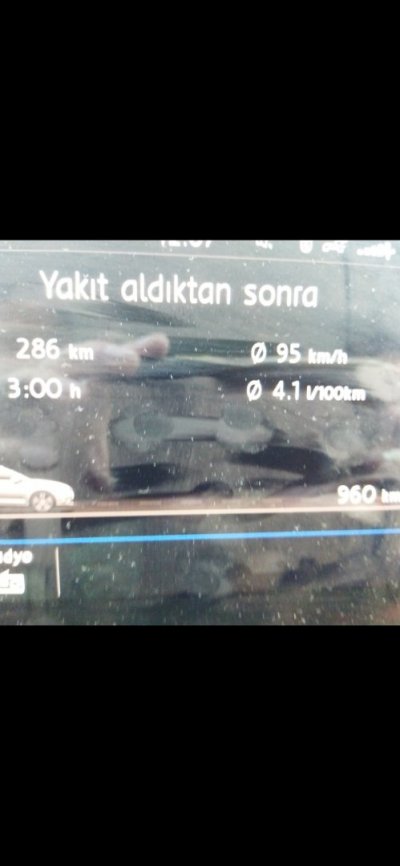 Yakıt aldıktan sonra
286 km Ø 95 km/h
3:00 h Ø 4.1 l/100km
960 km